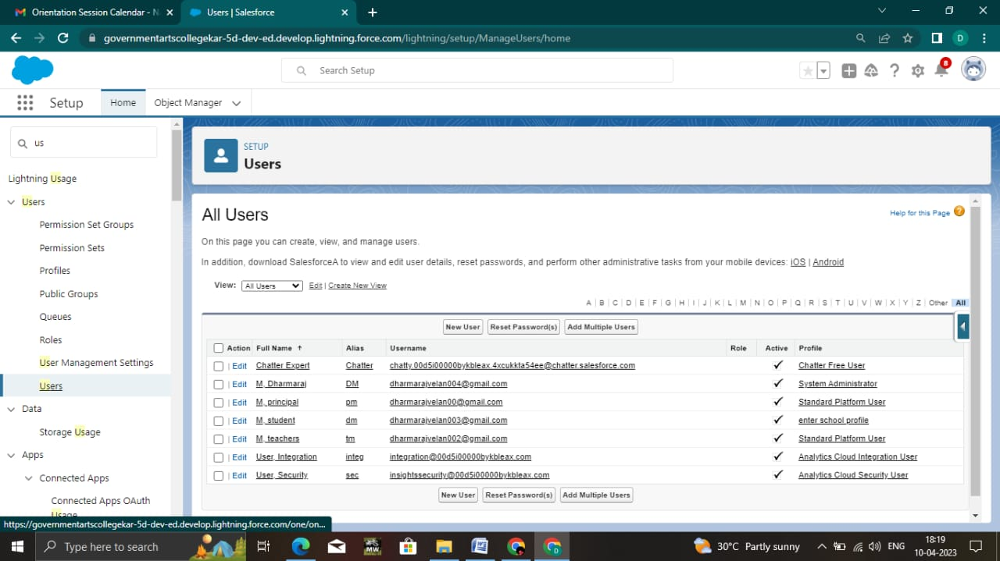 Orientation Session Calendar - N
Users | Salesforce
governmentartscollegekar-5d-dev-ed.develop.lightning.force.com/lightning/setup/ManageUsers/home
D
Search Setup
8
Setup
Home
Object Manager
us
Lightning Usage
Users
Permission Set Groups
Permission Sets
Profiles
Public Groups
Queues
Roles
User Management Settings
Users
Data
Storage Usage
Apps
Connected Apps
Connected Apps OAuth
Usage
SETUP
Users
All Users
Help for this Page ?
On this page you can create, view, and manage users.
In addition, download SalesforceA to view and edit user details, reset passwords, and perform other administrative tasks from your mobile devices: iOS | Android
View: All Users Edit | Create New View
A | B | C | D | E | F | G | H | I | J | K | L | M | N | O | P | Q | R | S | T | U | V | W | X | Y | Z | Other All
New User Reset Password(s) Add Multiple Users
Action Full Name ↑ Alias Username Role Active Profile
| Edit Chatter Expert Chatter chatty.00d5i00000bykbleax.4xcukkta54ee@chatter.salesforce.com ✓ Chatter Free User
| Edit M, Dharmaraj DM dharmarajvelan004@gmail.com ✓ System Administrator
| Edit M, principal pm dharmarajvelan00@gmail.com ✓ Standard Platform User
| Edit M, student dm dharmarajvelan003@gmail.com ✓ enter school profile
| Edit M, teachers tm dharmarajvelan002@gmail.com ✓ Standard Platform User
| Edit User, Integration integ integration@00d5i00000bykbleax.com ✓ Analytics Cloud Integration User
| Edit User, Security sec insightssecurity@00d5i00000bykbleax.com ✓ Analytics Cloud Security User
New User Reset Password(s) Add Multiple Users
https://governmentartscollegekar-5d-dev-ed.develop.lightning.force.com/one/on...
Type here to search
30°C Partly sunny
ENG
18:19
10-04-2023